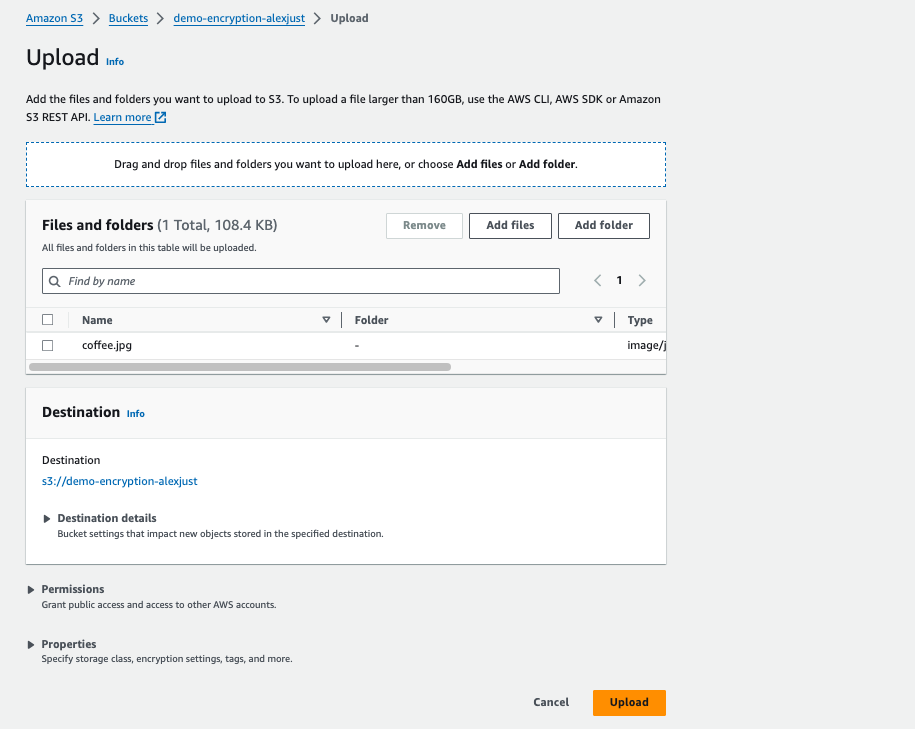 Amazon S3 > Buckets > demo-encryption-alexjust > Upload
Upload Info
Add the files and folders you want to upload to S3. To upload a file larger than 160GB, use the AWS CLI, AWS SDK or Amazon
S3 REST API. Learn more
Drag and drop files and folders you want to upload here, or choose Add files or Add folder.
Files and folders (1 Total, 108.4 KB)
Remove
Add files
Add folder
All files and folders in this table will be uploaded.
Find by name
1
Name
Folder
Type
coffee.jpg
-
image/j
Destination Info
Destination
s3://demo-encryption-alexjust
Destination details
Bucket settings that impact new objects stored in the specified destination.
Permissions
Grant public access and access to other AWS accounts.
Properties
Specify storage class, encryption settings, tags, and more.
Cancel
Upload